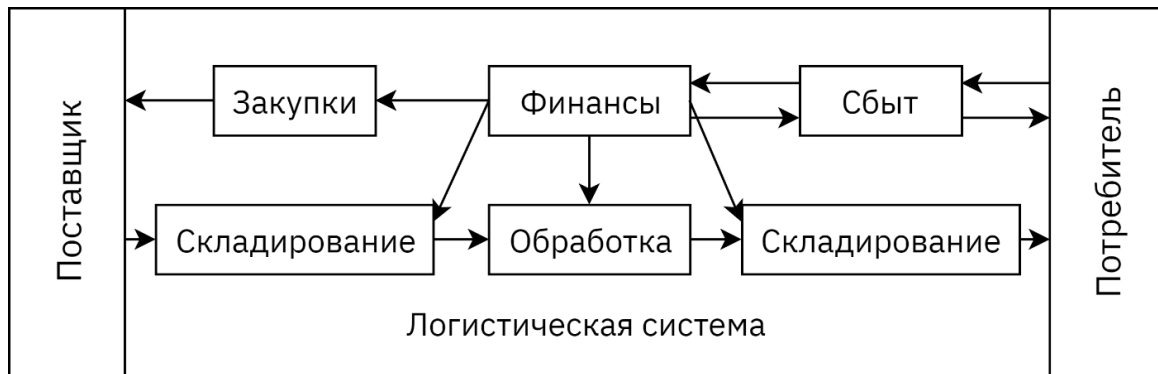 Поставщик
Закупки
Финансы
Сбыт
Потребитель
Складирование
Обработка
Складирование
Логистическая система